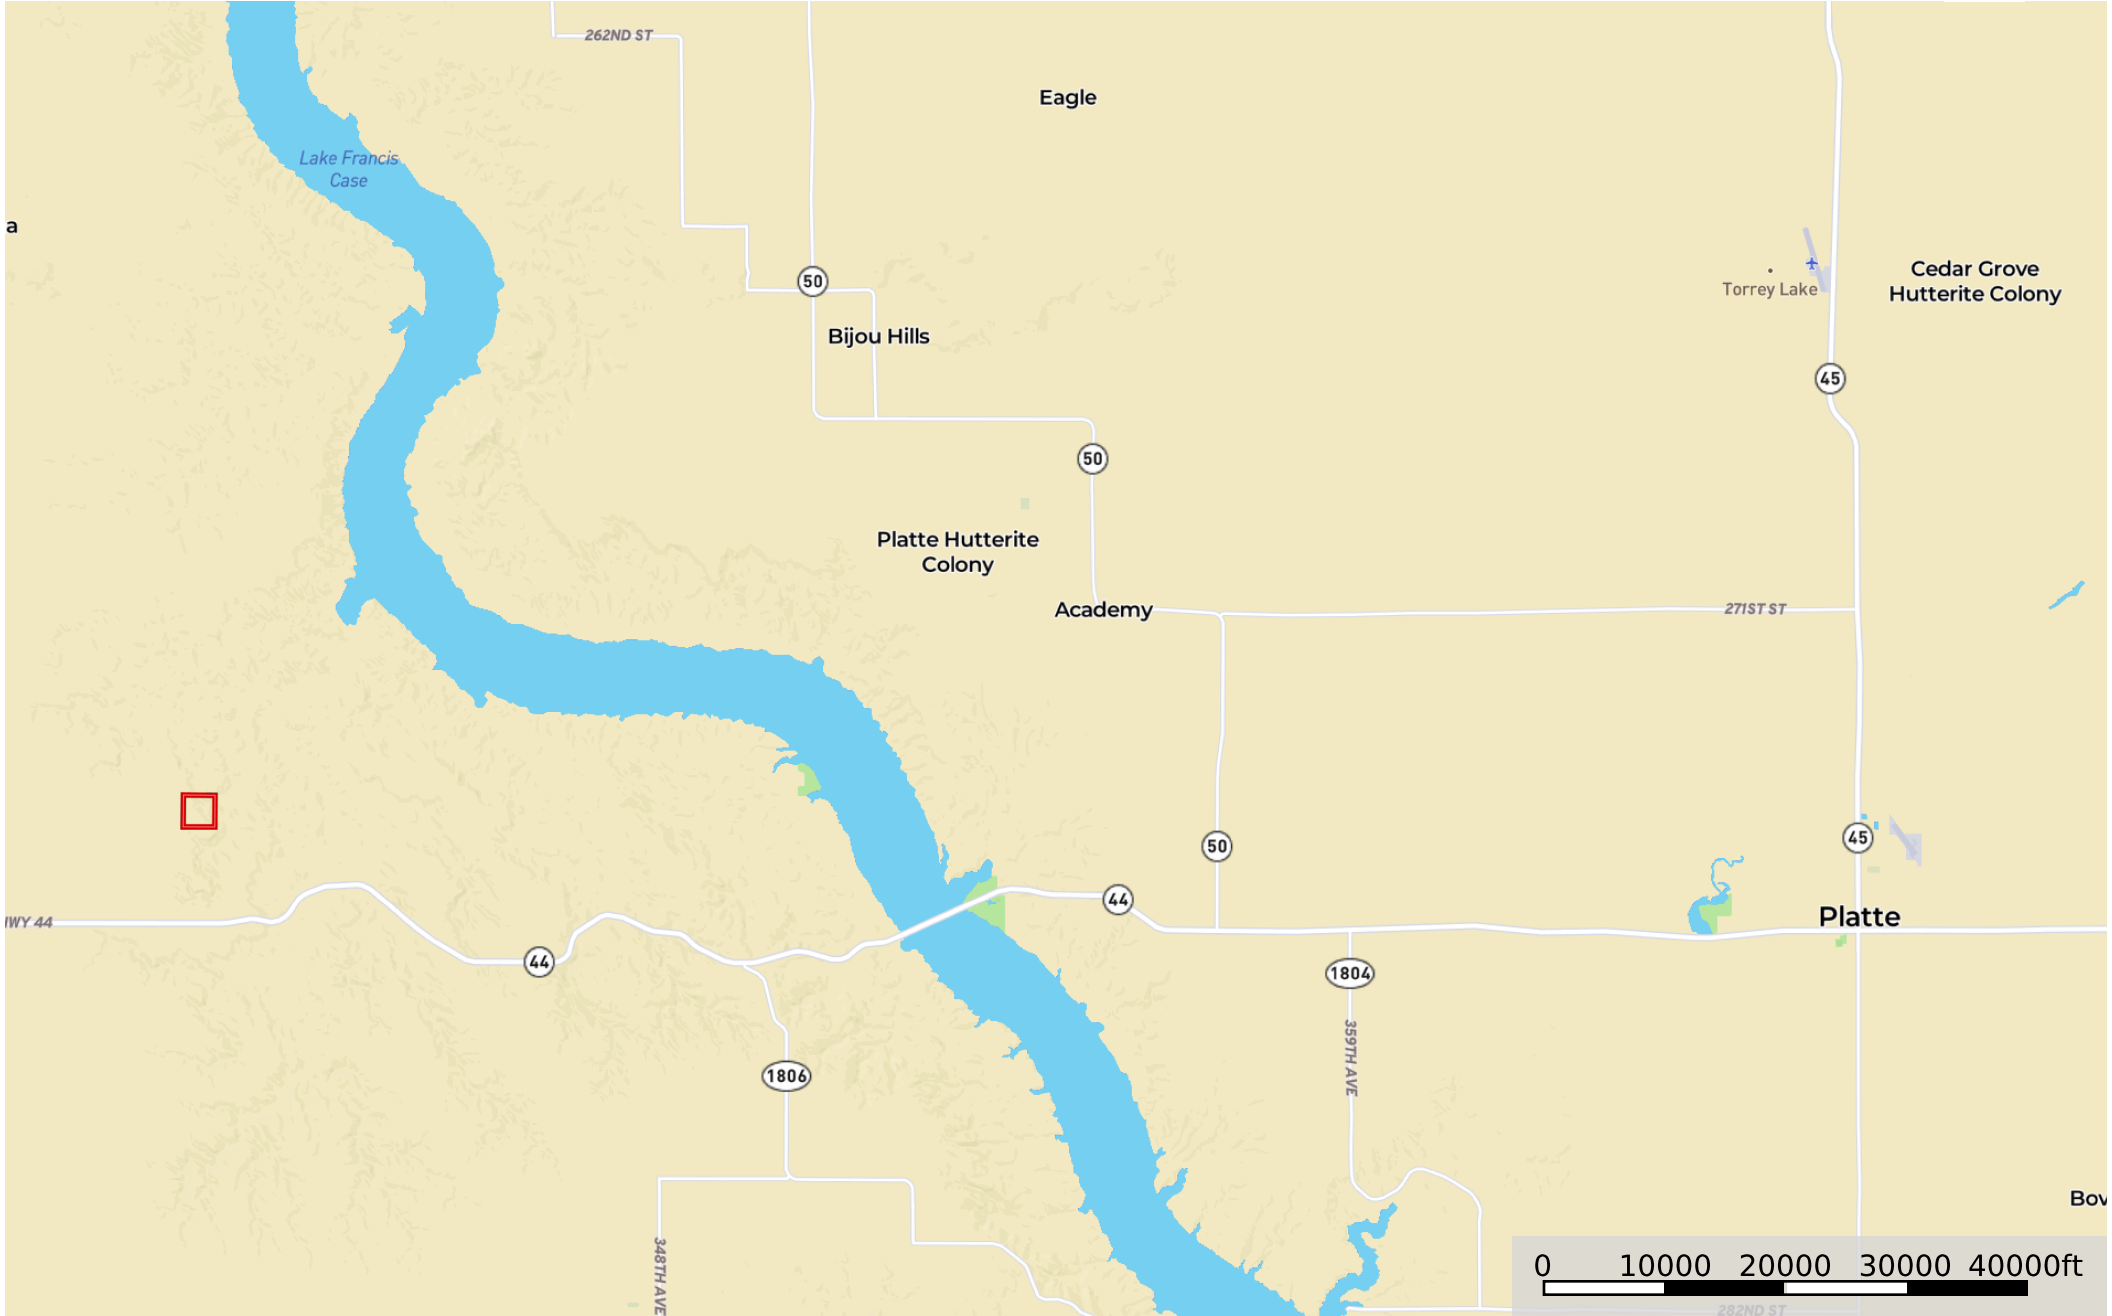 262ND ST
Eagle
Lake Francis
Case
a
Cedar Grove
Hutterite Colony
50
Torrey Lake
Bijou Hills
45
50
Platte Hutterite
Colony
Academy
271ST ST
45
50
44
Platte
HWY 44
44
1804
359TH AVE
1806
Bov
348TH AVE
0 10000 20000 30000 40000ft
282ND ST